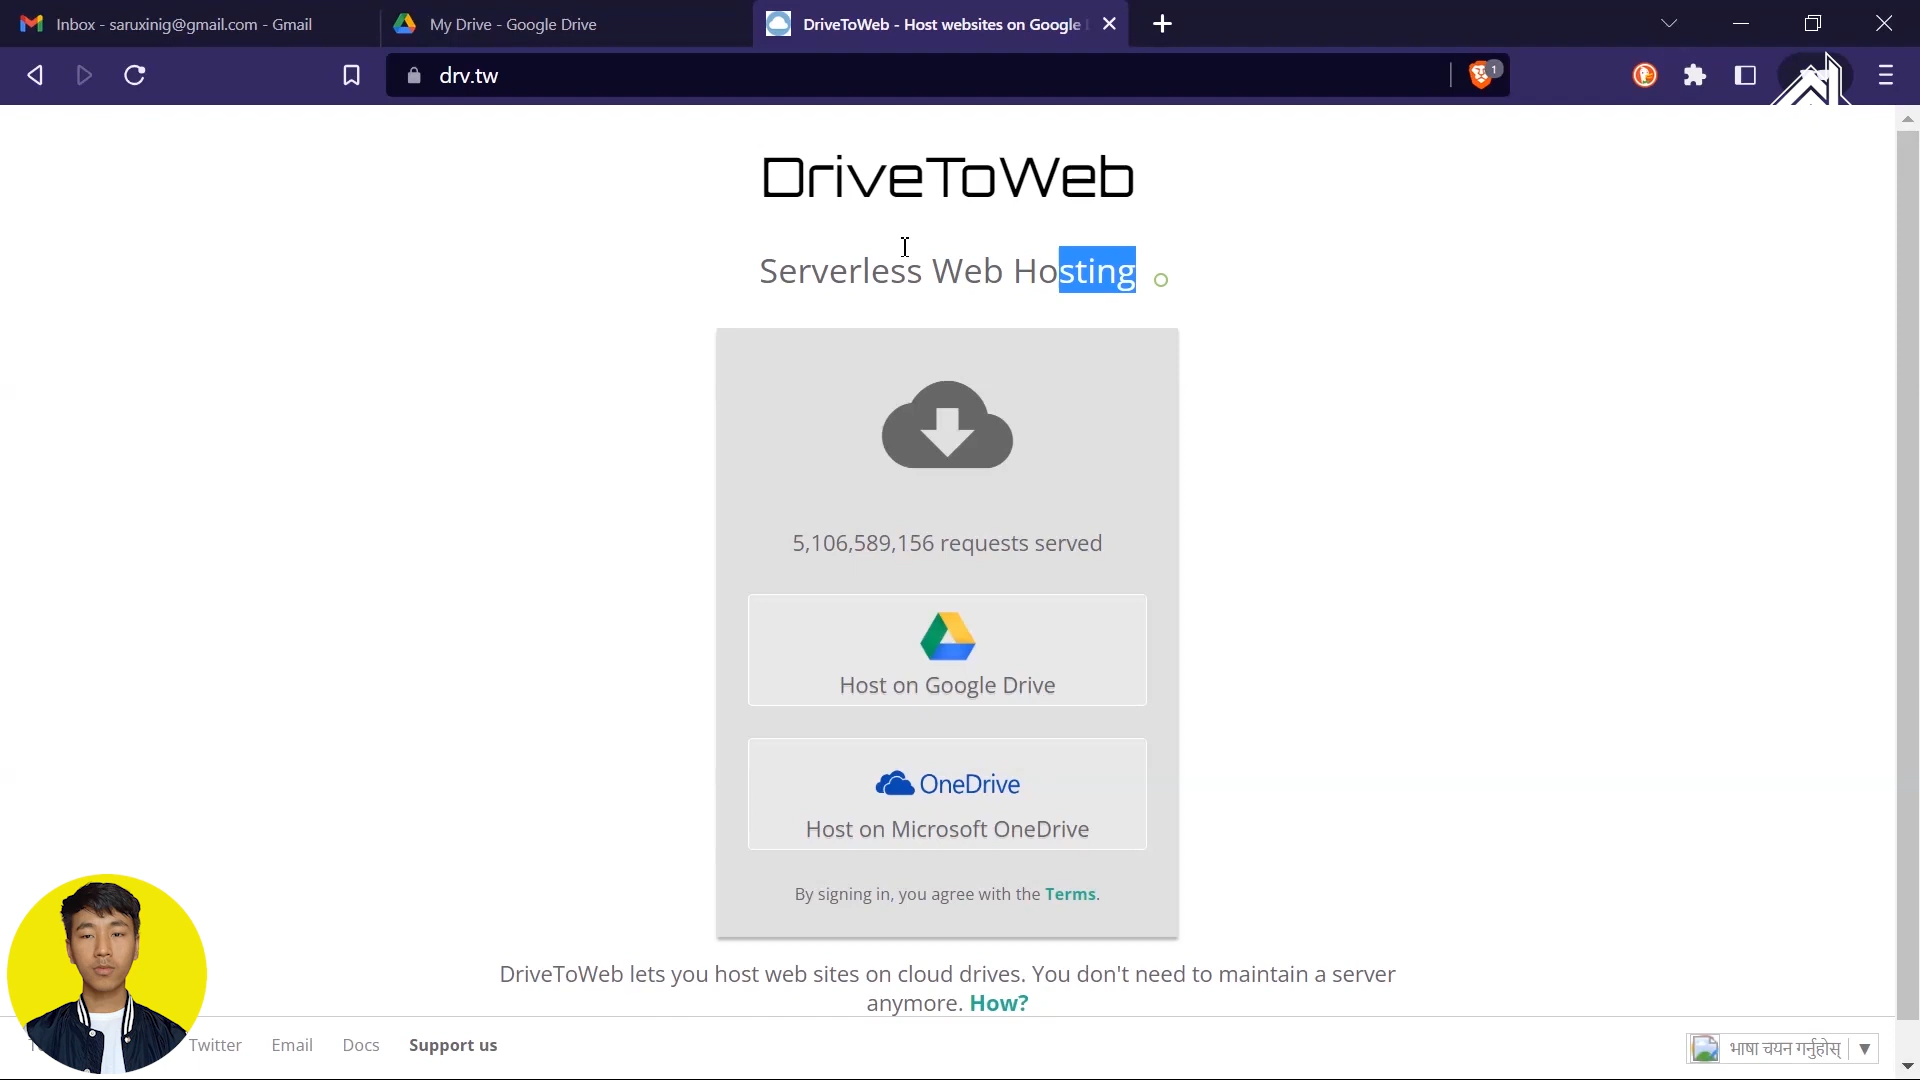 Inbox - saruxinig@gmail.com - Gmail
My Drive - Google Drive
DriveToWeb - Host websites on Google
drv.tw
1
DriveToWeb
Serverless Web Hosting
5,106,589,156 requests served
Host on Google Drive
OneDrive
Host on Microsoft OneDrive
By signing in, you agree with the Terms.
DriveToWeb lets you host web sites on cloud drives. You don't need to maintain a server
anymore. How?
Twitter
Email
Docs
Support us
भाषा चयन गर्नुहोस् ▼